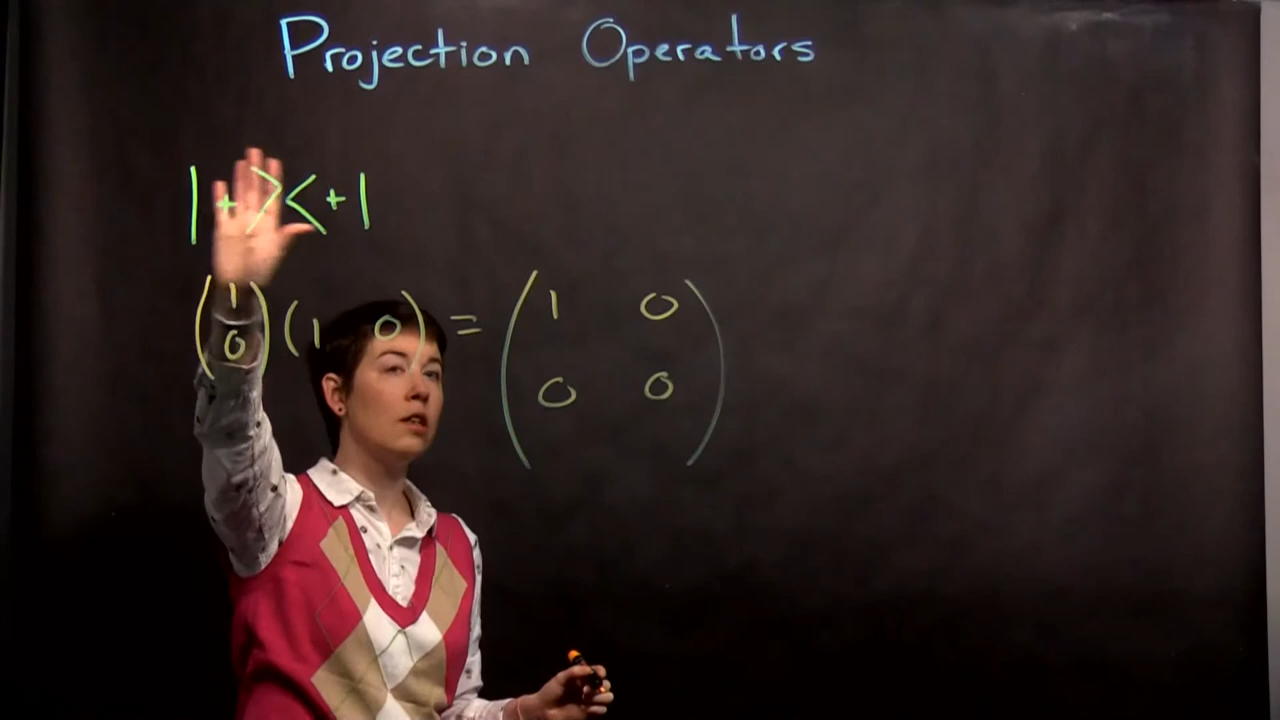 Projection Operators
|+><+|
(1 0) (1 0) = (1 0
0 0)